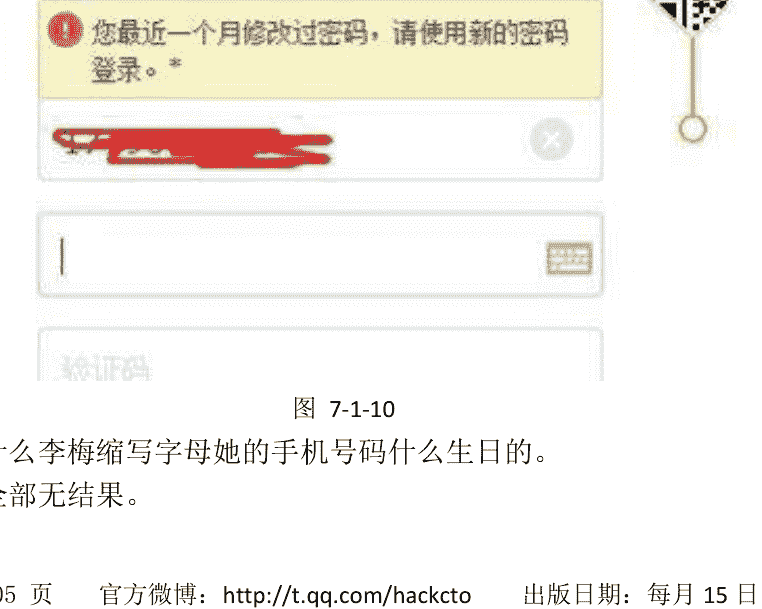 您最近一个月修改过密码，请使用新的密码
登录。*
验证码
图 7-1-10
什么李梅缩写字母她的手机号码什么生日的。
全部无结果。
05 页 官方微博：http://t.qq.com/hackcto 出版日期：每月 15 日